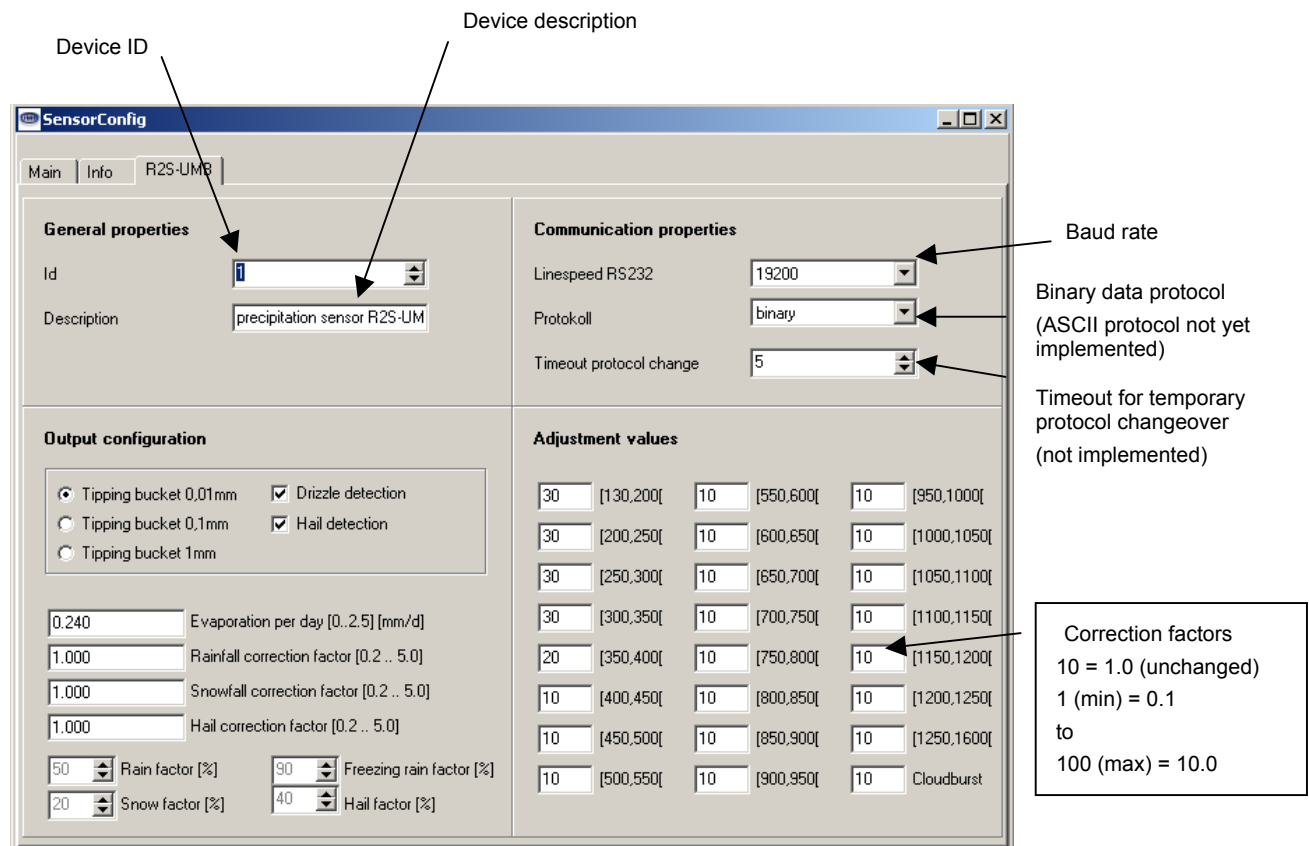 Device description
Device ID
SensorConfig
Main Info R2S-UMB
General properties
Id 1
Description precipitation sensor R2S-UM
Communication properties
Linespeed RS232 19200
Protokoll binary
Timeout protocol change 5
Baud rate
Binary data protocol
(ASCII protocol not yet
implemented)
Timeout for temporary
protocol changeover
(not implemented)
Output configuration
Tipping bucket 0,01mm Drizzle detection
Tipping bucket 0,1mm Hail detection
Tipping bucket 1mm
0.240 Evaporation per day [0..2.5] [mm/d]
1.000 Rainfall correction factor [0.2 .. 5.0]
1.000 Snowfall correction factor [0.2 .. 5.0]
1.000 Hail correction factor [0.2 .. 5.0]
50 Rain factor [%] 90 Freezing rain factor [%]
20 Snow factor [%] 40 Hail factor [%]
Adjustment values
30 [130,200[ 10 [550,600[ 10 [950,1000[
30 [200,250[ 10 [600,650[ 10 [1000,1050[
30 [250,300[ 10 [650,700[ 10 [1050,1100[
30 [300,350[ 10 [700,750[ 10 [1100,1150[
20 [350,400[ 10 [750,800[ 10 [1150,1200[
10 [400,450[ 10 [800,850[ 10 [1200,1250[
10 [450,500[ 10 [850,900[ 10 [1250,1600[
10 [500,550[ 10 [900,950[ 10 Cloudburst
Correction factors
10 = 1.0 (unchanged)
1 (min) = 0.1
to
100 (max) = 10.0